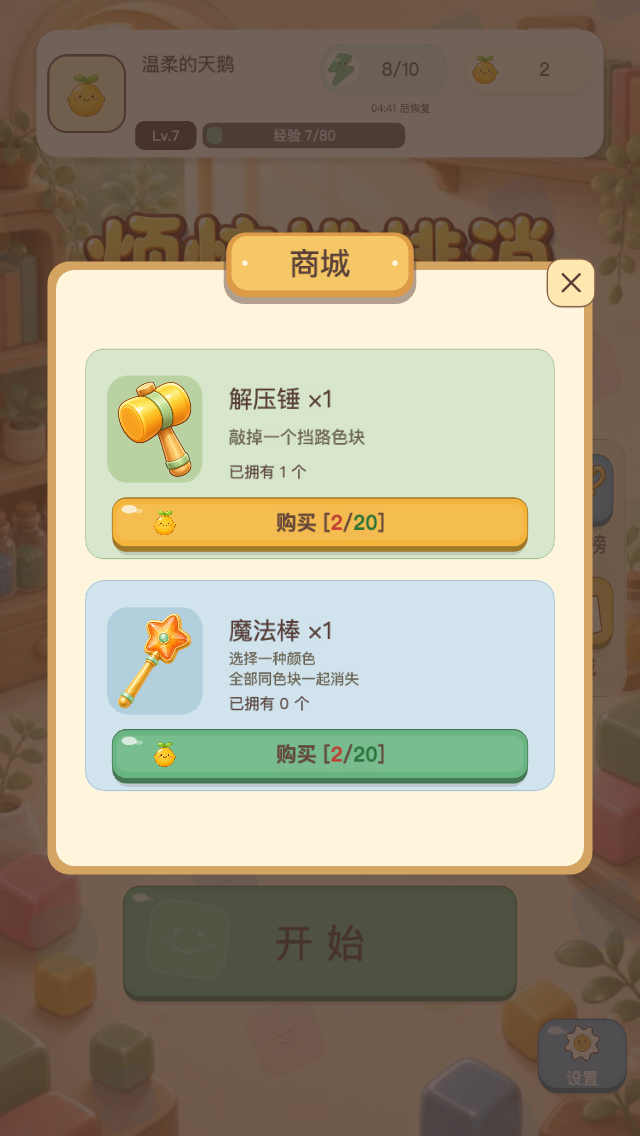 温柔的天鹅
8/10
2
04:41 后恢复
Lv.7
经验 7/80
商城
解压锤 ×1
敲掉一个挡路色块
已拥有 1 个
购买 [2/20]
魔法棒 ×1
选择一种颜色
全部同色块一起消失
已拥有 0 个
购买 [2/20]
榜
开始
设置